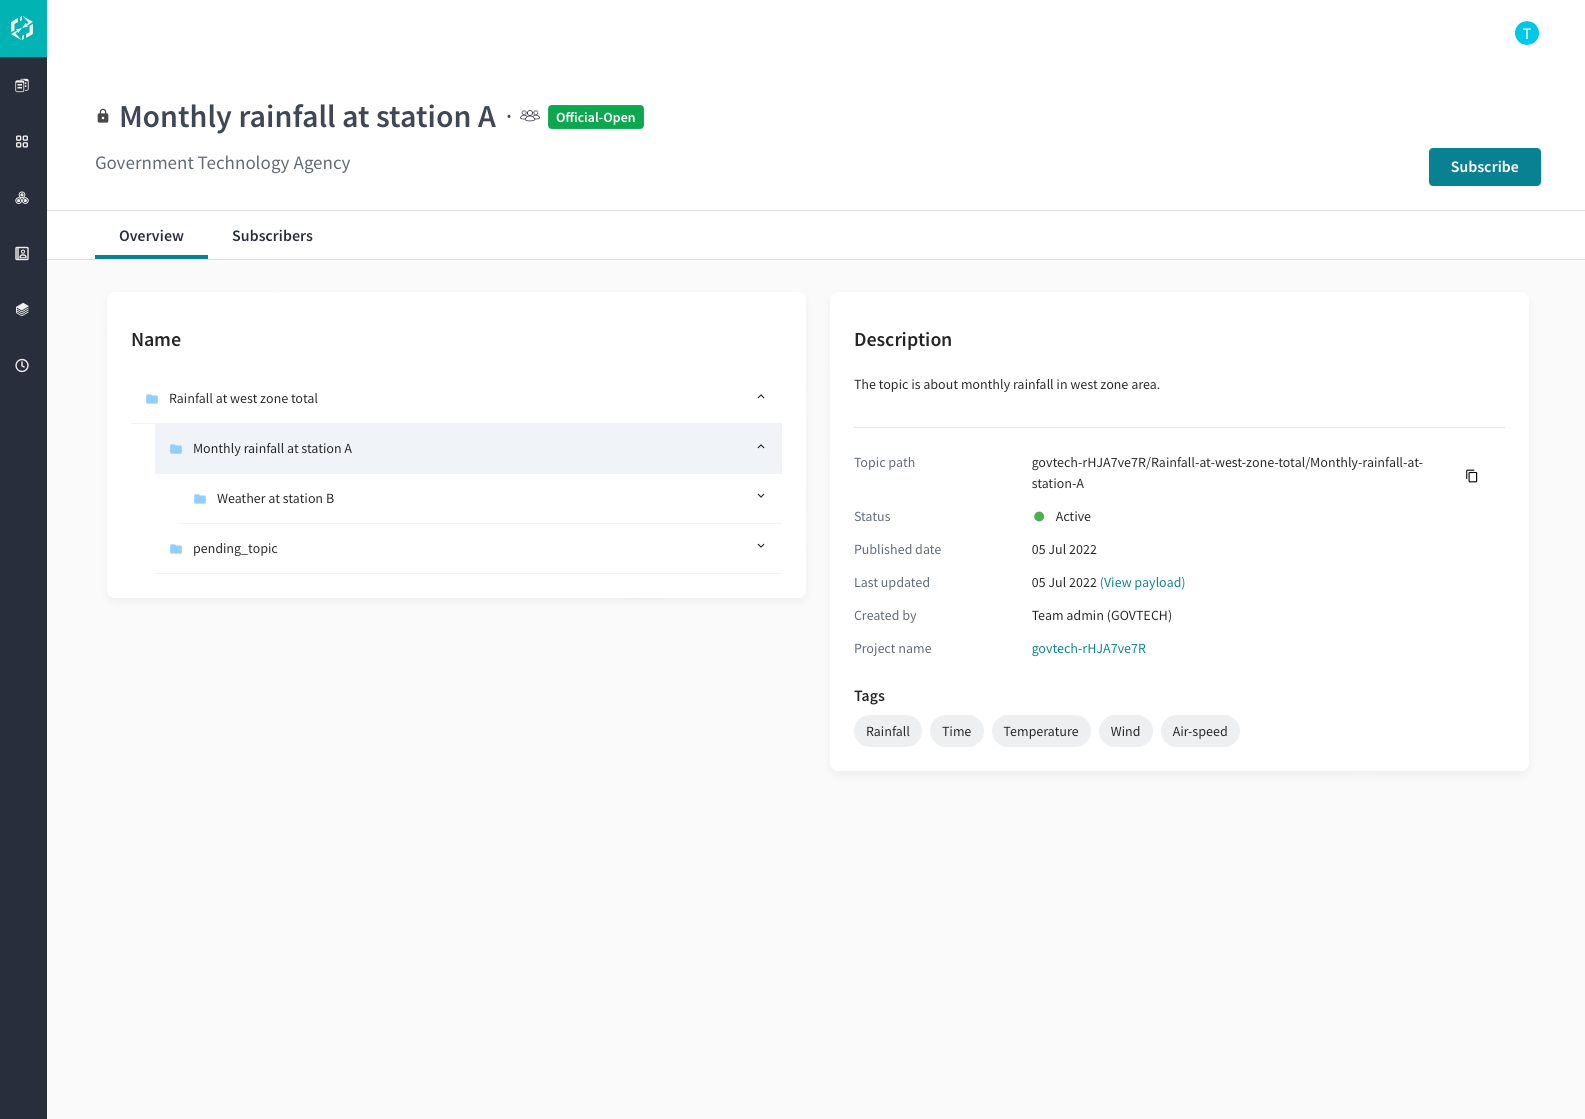 T
Monthly rainfall at station A · Official-Open
Government Technology Agency
Subscribe
Overview
Subscribers
Name
Rainfall at west zone total
Monthly rainfall at station A
Weather at station B
pending_topic
Description
The topic is about monthly rainfall in west zone area.
Topic path
govtech-rHJA7ve7R/Rainfall-at-west-zone-total/Monthly-rainfall-at-
station-A
Status
Active
Published date
05 Jul 2022
Last updated
05 Jul 2022 (View payload)
Created by
Team admin (GOVTECH)
Project name
govtech-rHJA7ve7R
Tags
Rainfall
Time
Temperature
Wind
Air-speed